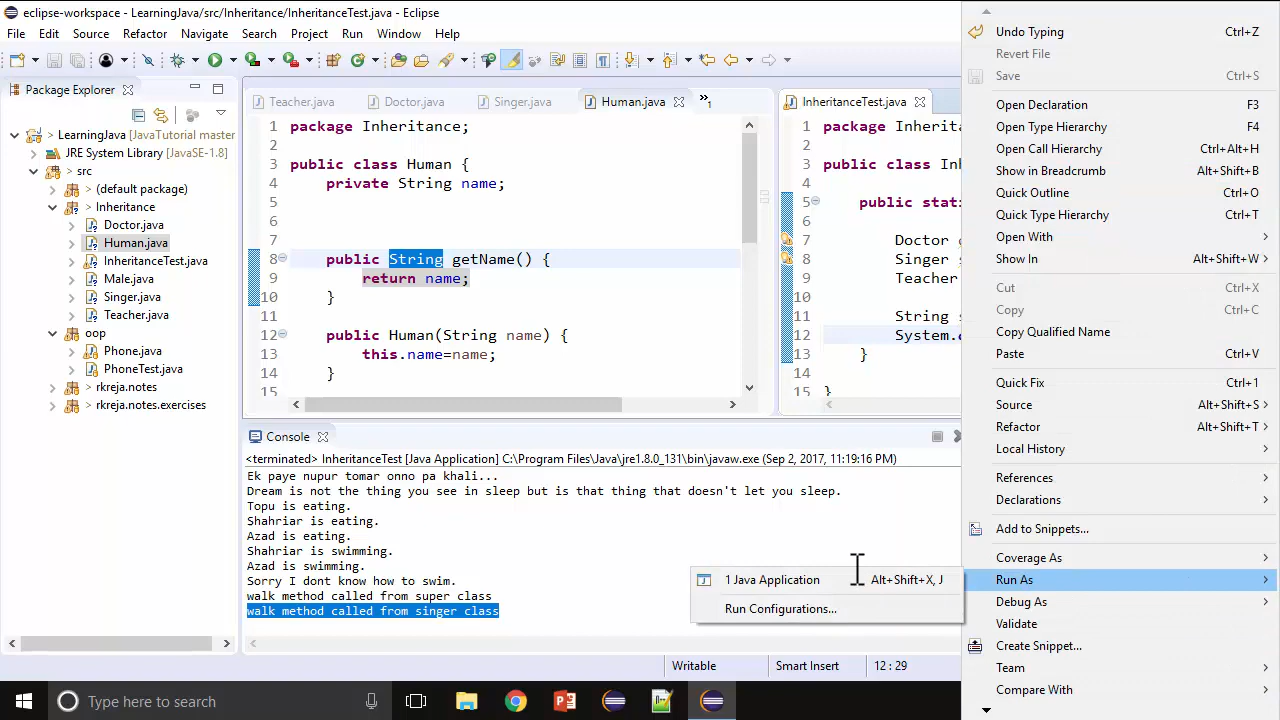 eclipse-workspace - LearningJava/src/Inheritance/InheritanceTest.java - Eclipse
File Edit Source Refactor Navigate Search Project Run Window Help
Package Explorer
LearningJava [JavaTutorial master
JRE System Library [JavaSE-1.8]
src
(default package)
Inheritance
Doctor.java
Human.java
InheritanceTest.java
Male.java
Singer.java
Teacher.java
oop
Phone.java
PhoneTest.java
rkreja.notes
rkreja.notes.exercises
Teacher.java Doctor.java Singer.java Human.java »1
1 package Inheritance;
2
3 public class Human {
4 private String name;
5
6
7
8 public String getName() {
9 return name;
10 }
11
12 public Human(String name) {
13 this.name=name;
14 }
15
InheritanceTest.java
1 package Inherita
2
3 public class Inh
4
5 public stati
6
7 Doctor
8 Singer s
9 Teacher
10
11 String s
12 System.o
13 }
14
15 }
Console
<terminated> InheritanceTest [Java Application] C:\Program Files\Java\jre1.8.0_131\bin\javaw.exe (Sep 2, 2017, 11:19:16 PM)
Ek paye nupur tomar onno pa khali...
Dream is not the thing you see in sleep but is that thing that doesn't let you sleep.
Topu is eating.
Shahriar is eating.
Azad is eating.
Shahriar is swimming.
Azad is swimming.
Sorry I dont know how to swim.
walk method called from super class
walk method called from singer class
1 Java Application Alt+Shift+X, J
Run Configurations...
Undo Typing Ctrl+Z
Revert File
Save Ctrl+S
Open Declaration F3
Open Type Hierarchy F4
Open Call Hierarchy Ctrl+Alt+H
Show in Breadcrumb Alt+Shift+B
Quick Outline Ctrl+O
Quick Type Hierarchy Ctrl+T
Open With
Show In Alt+Shift+W
Cut Ctrl+X
Copy Ctrl+C
Copy Qualified Name
Paste Ctrl+V
Quick Fix Ctrl+1
Source Alt+Shift+S
Refactor Alt+Shift+T
Local History
References
Declarations
Add to Snippets...
Coverage As
Run As
Debug As
Validate
Create Snippet...
Team
Compare With
Writable Smart Insert 12 : 29
Type here to search